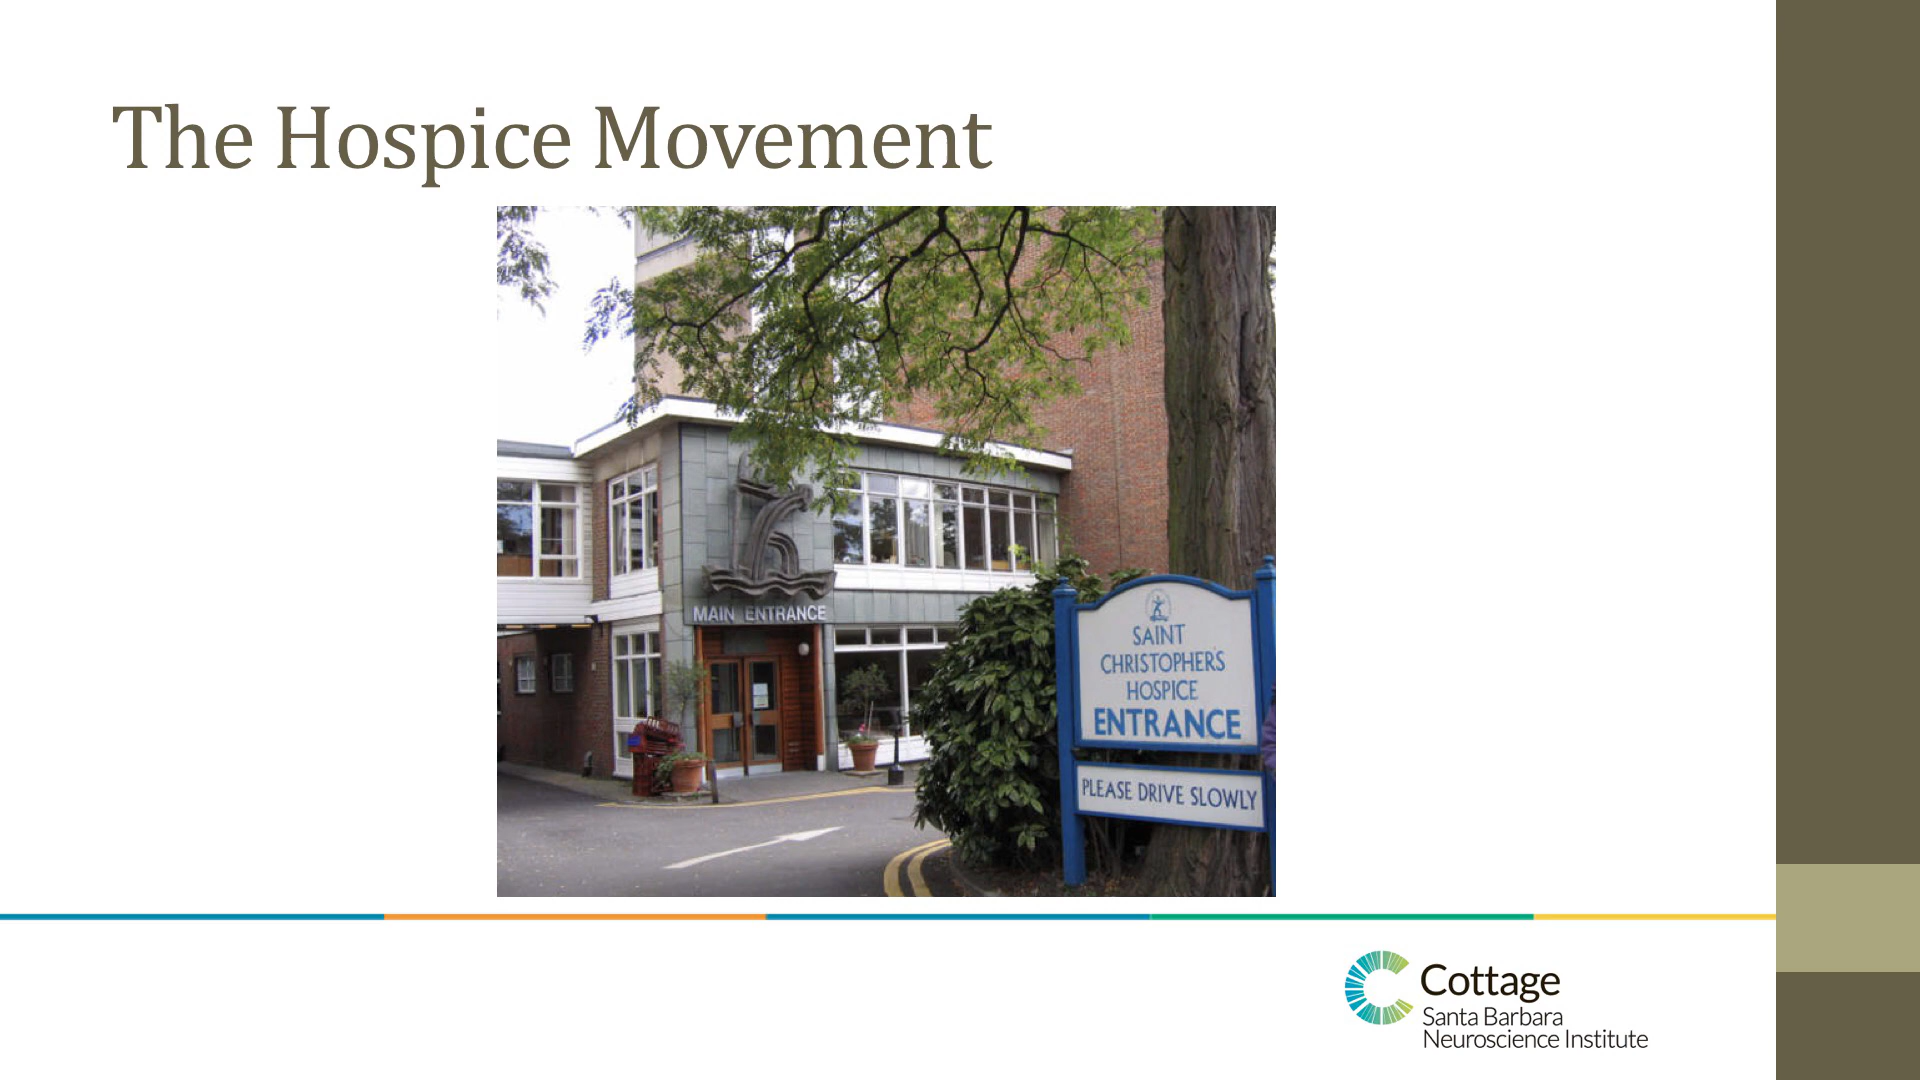 The Hospice Movement
MAIN ENTRANCE
SAINT
CHRISTOPHER'S
HOSPICE
ENTRANCE
PLEASE DRIVE SLOWLY
Cottage
Santa Barbara
Neuroscience Institute